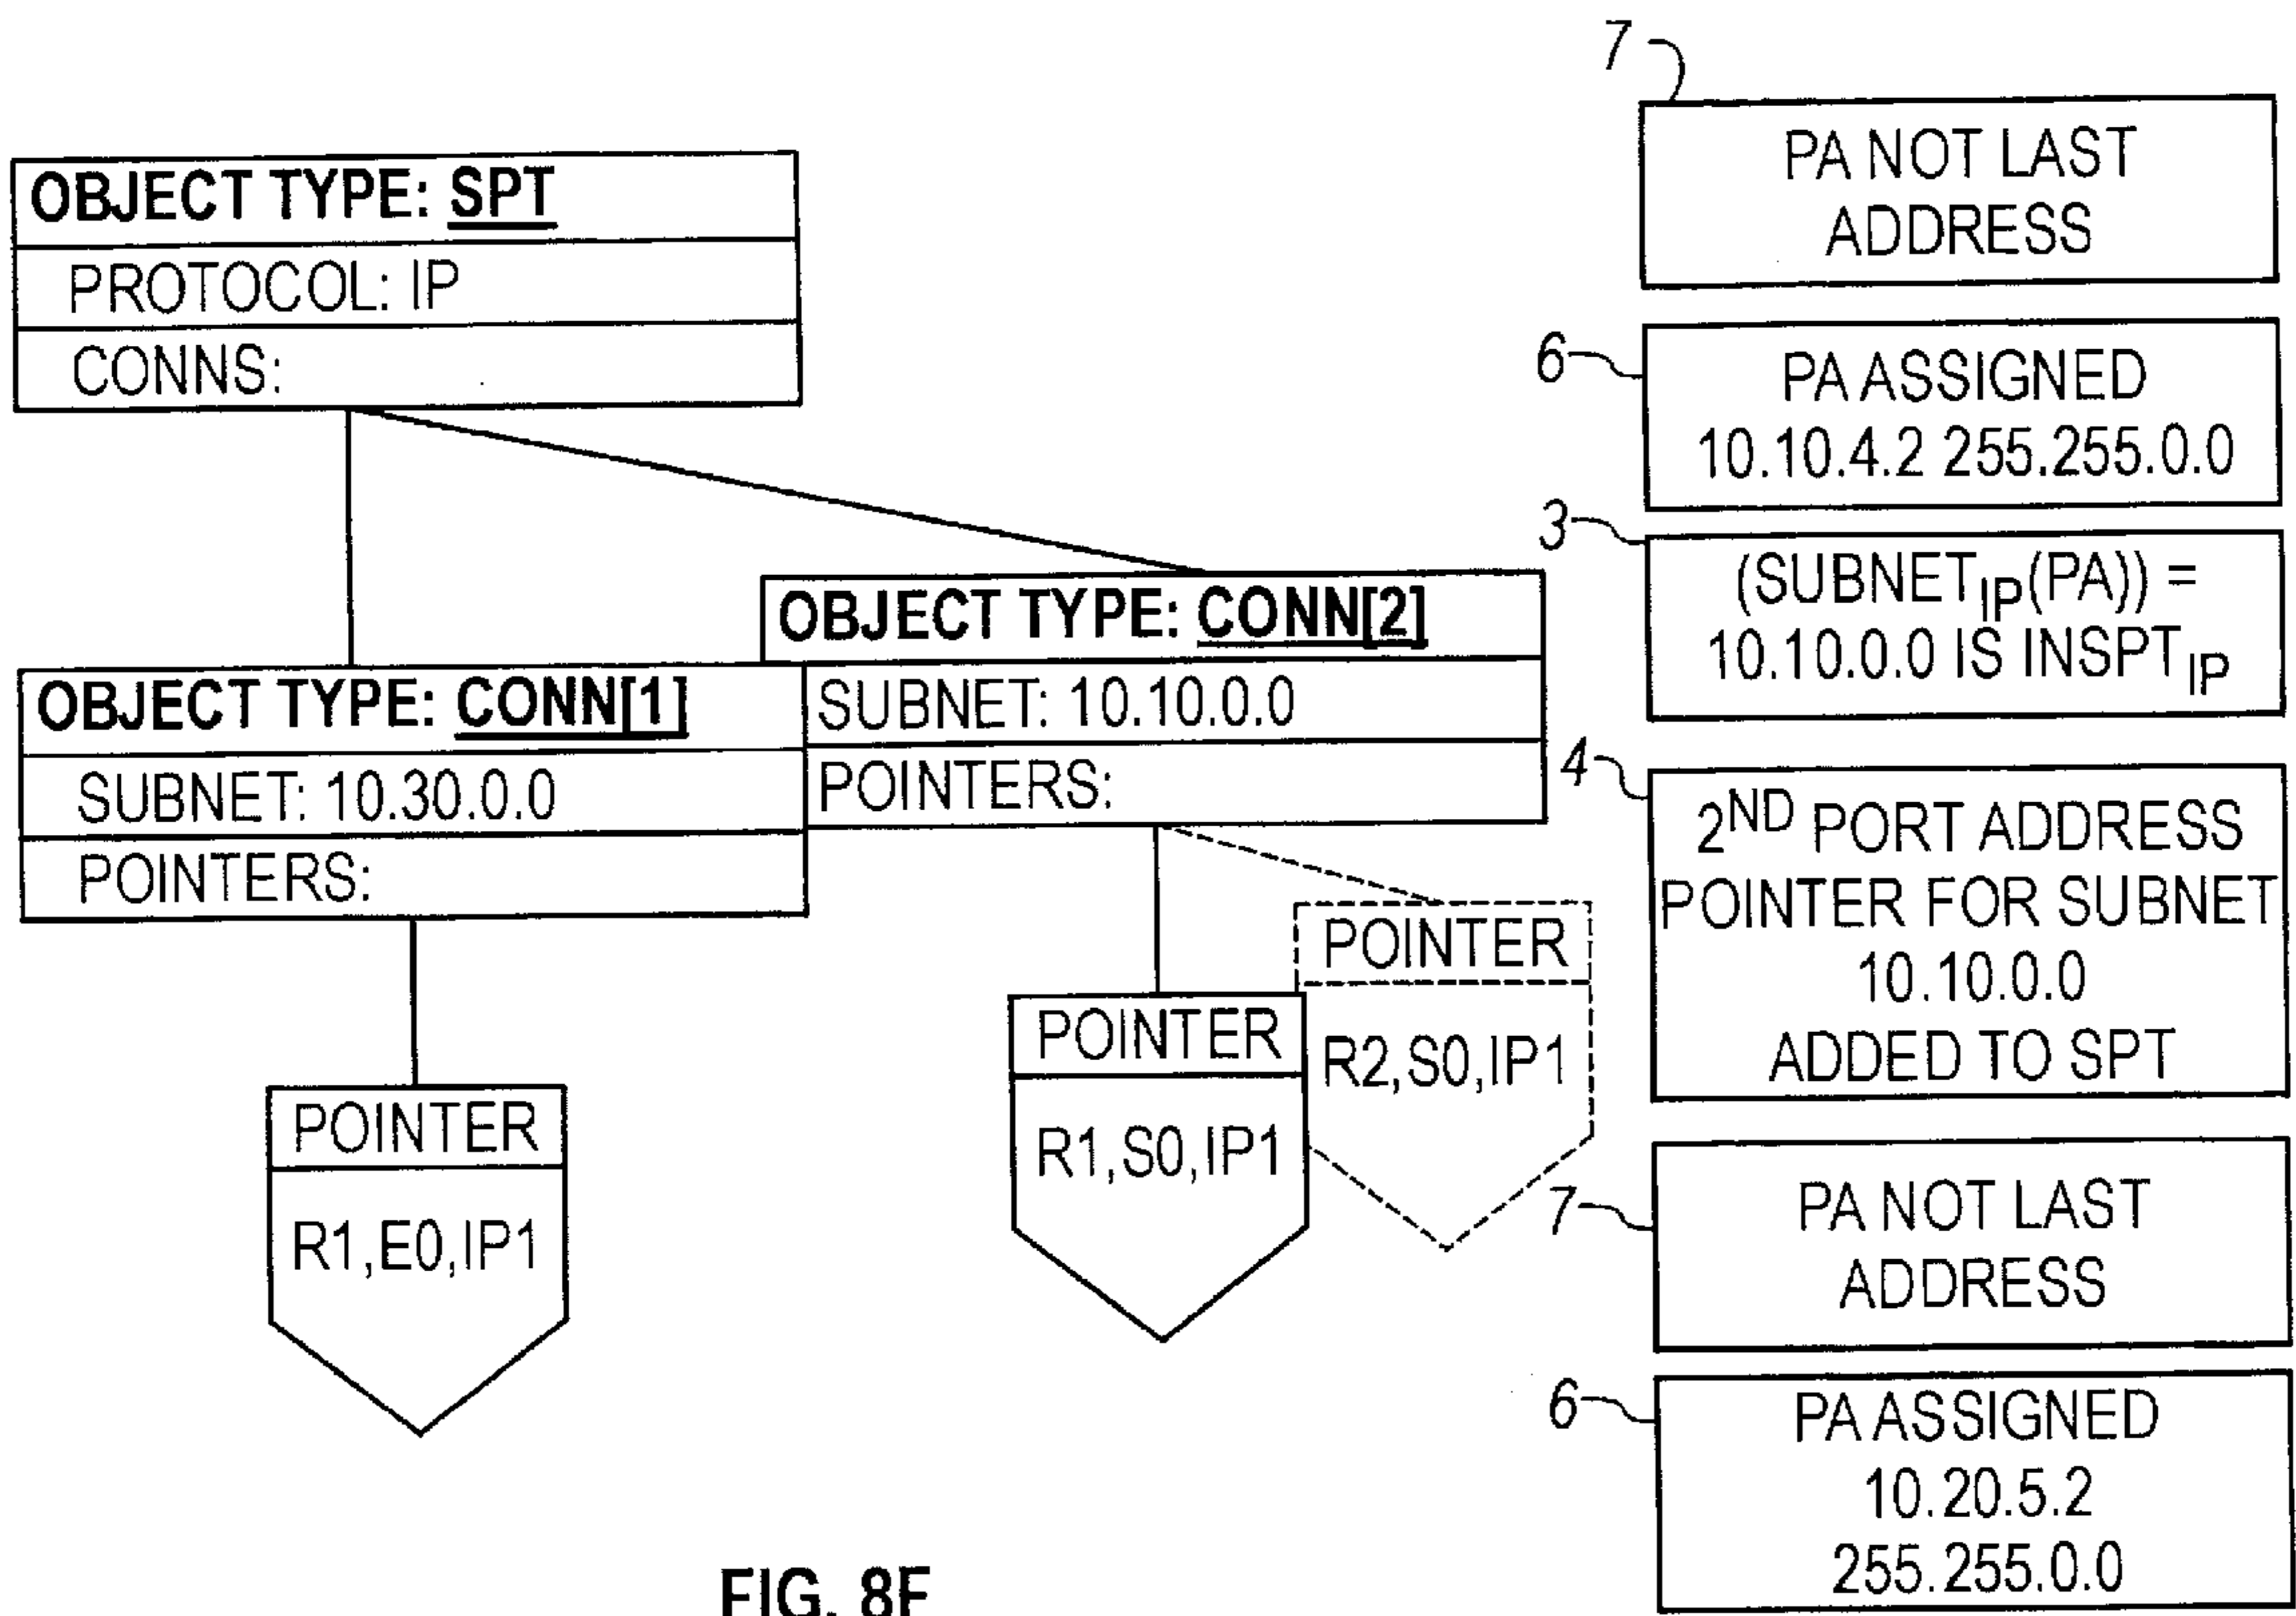 OBJECT TYPE: SPT
PROTOCOL: IP
CONNS:
OBJECT TYPE: CONN[1]
SUBNET: 10.30.0.0
POINTERS:
POINTER
R1,E0,IP1
OBJECT TYPE: CONN[2]
SUBNET: 10.10.0.0
POINTERS:
POINTER
R1,S0,IP1
POINTER
R2,S0,IP1
7
PA NOT LAST
ADDRESS
6
PA ASSIGNED
10.10.4.2 255.255.0.0
3
(SUBNET IP (PA)) =
10.10.0.0 IS INSPT IP
4
2ND PORT ADDRESS
POINTER FOR SUBNET
10.10.0.0
ADDED TO SPT
7
PA NOT LAST
ADDRESS
6
PA ASSIGNED
10.20.5.2
255.255.0.0
FIG. 8F